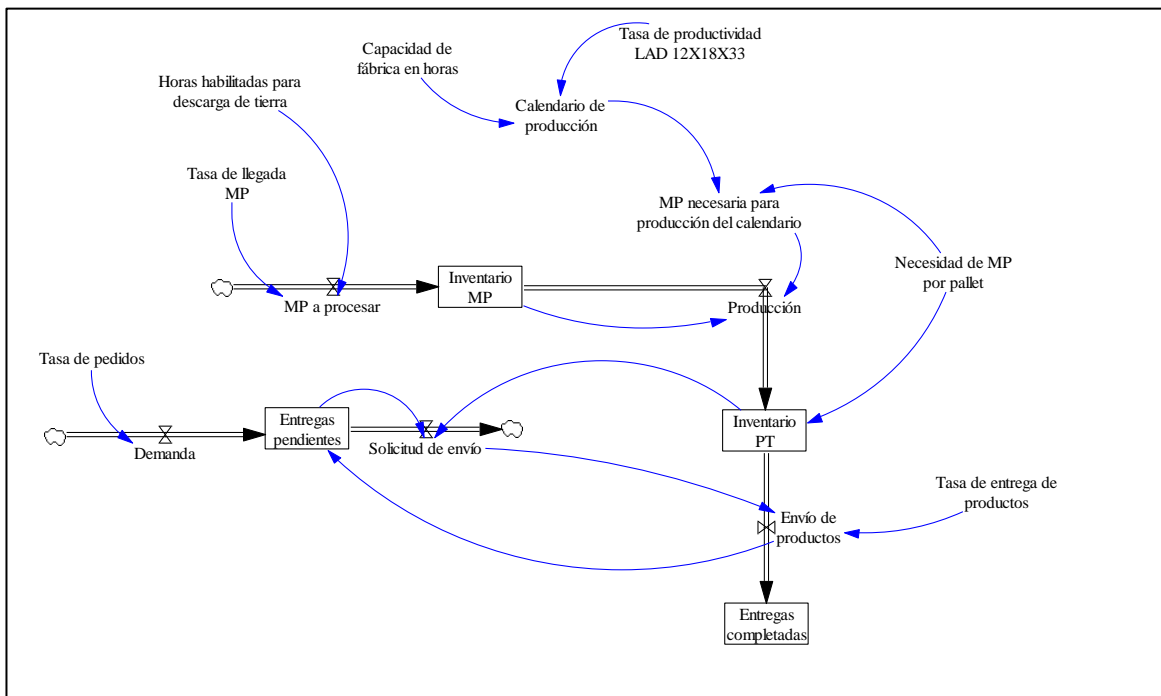 Tasa de productividad
LAD 12X18X33
Capacidad de
fábrica en horas
Horas habilitadas para
descarga de tierra
Calendario de
producción
Tasa de llegada
MP
MP necesaria para
producción del calendario
Necesidad de MP
por pallet
Inventario
MP
MP a procesar
Producción
Tasa de pedidos
Entregas
pendientes
Inventario
PT
Demanda
Solicitud de envío
Tasa de entrega de
productos
Envío de
productos
Entregas
completadas